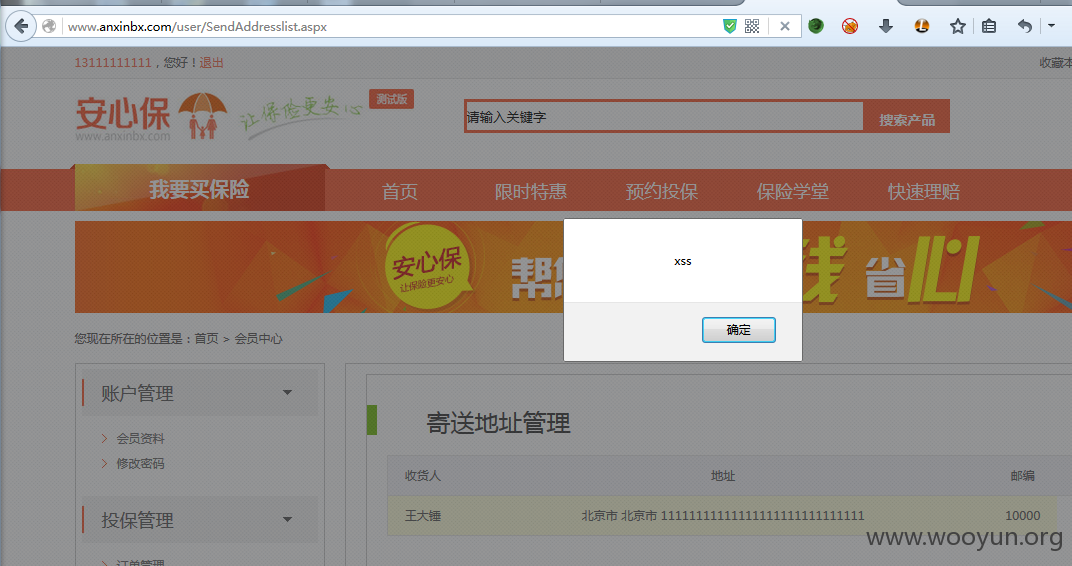 www.anxinbx.com/user/SendAddresslist.aspx
13111111111，您好！退出
收藏本
安心保
www.anxinbx.com
让保险更安心
测试版
请输入关键字
搜索产品
我要买保险
首页
限时特惠
预约投保
保险学堂
快速理赔
安心保
让保险更安心
帮
线
省心
xss
确定
您现在所在的位置是：首页 > 会员中心
账户管理
会员资料
修改密码
投保管理
订单管理
寄送地址管理
收货人 地址 邮编
王大锤 北京市 北京市 11111111111111111111111111111 10000
www.wooyun.org